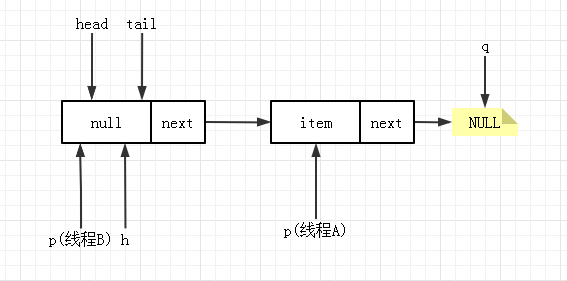 head tail
q
null next item next NULL
p(线程B) h
p(线程A)